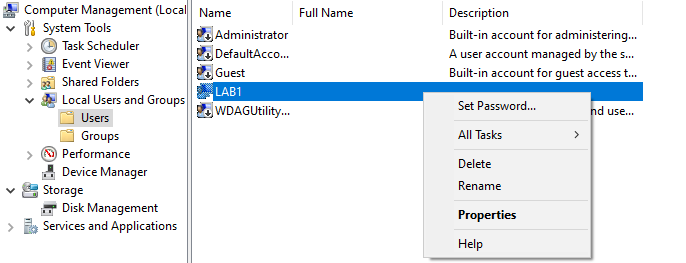 Computer Management (Local
System Tools
Task Scheduler
Event Viewer
Shared Folders
Local Users and Groups
Users
Groups
Performance
Device Manager
Storage
Disk Management
Services and Applications
Name Full Name Description
Administrator Built-in account for administering...
DefaultAcco... A user account managed by the s...
Guest Built-in account for guest access t...
LAB1
WDAGUtility... and use...
Set Password...
All Tasks
Delete
Rename
Properties
Help